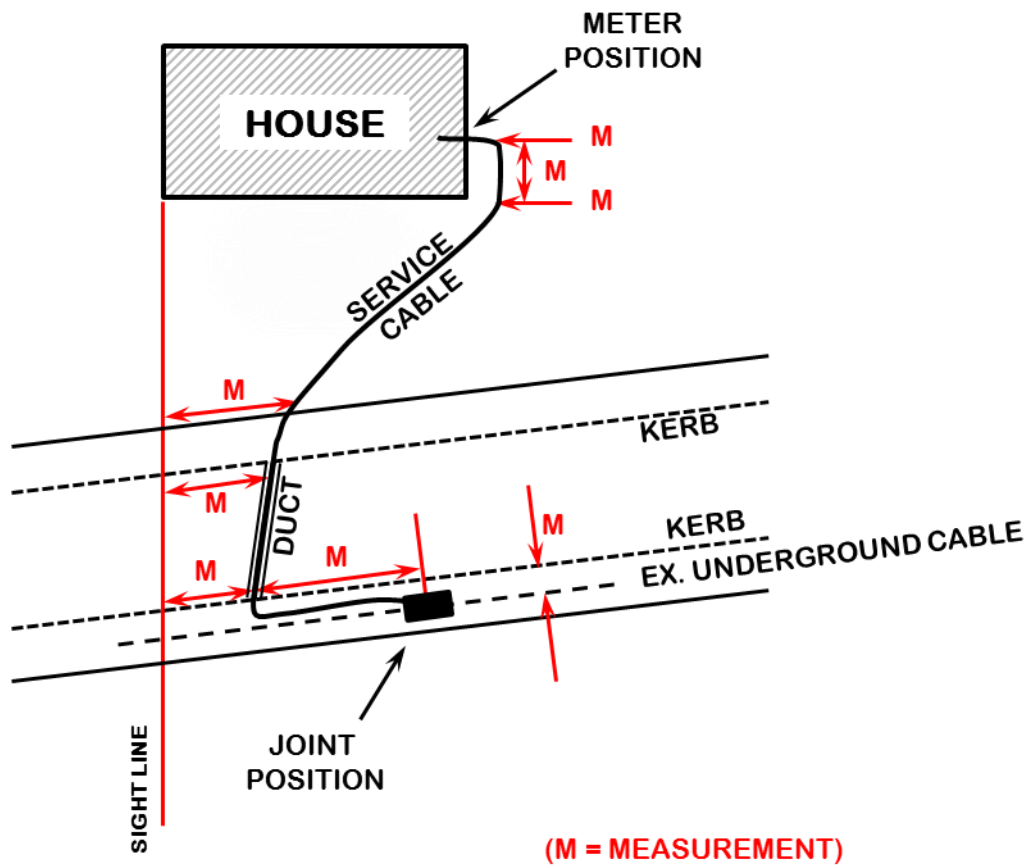 METER
POSITION
HOUSE
M
M
M
SERVICE
CABLE
M
KERB
M
DUCT
M
KERB
M
M
EX. UNDERGROUND CABLE
JOINT
POSITION
SIGHT LINE
(M = MEASUREMENT)